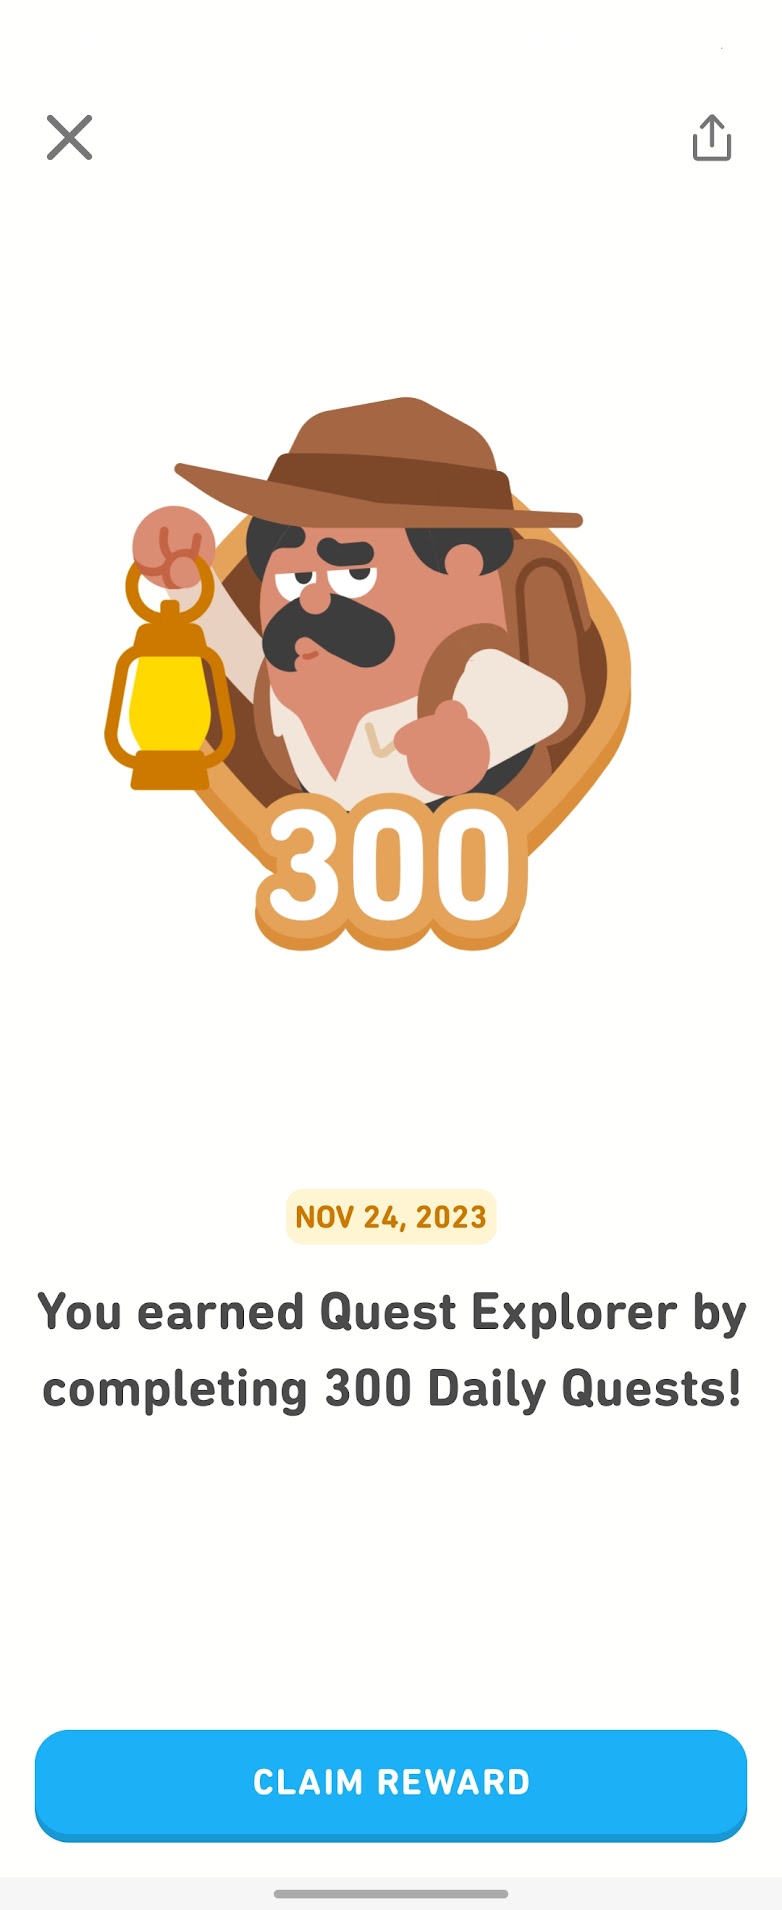 300
NOV 24, 2023
You earned Quest Explorer by
completing 300 Daily Quests!
CLAIM REWARD